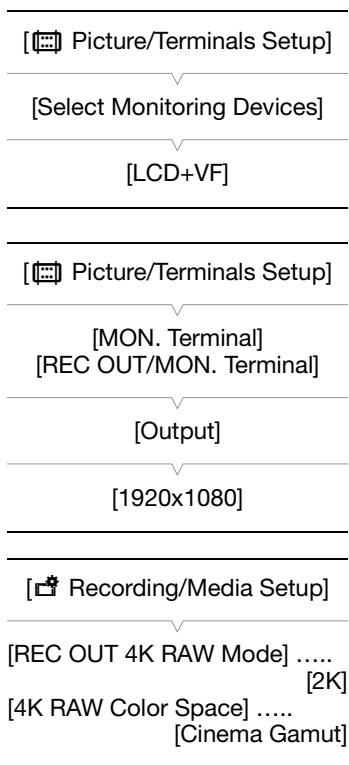 [ Picture/Terminals Setup]
[Select Monitoring Devices]
[LCD+VF]
[ Picture/Terminals Setup]
[MON. Terminal]
[REC OUT/MON. Terminal]
[Output]
[1920x1080]
[ Recording/Media Setup]
[REC OUT 4K RAW Mode] .....
[2K]
[4K RAW Color Space] .....
[Cinema Gamut]